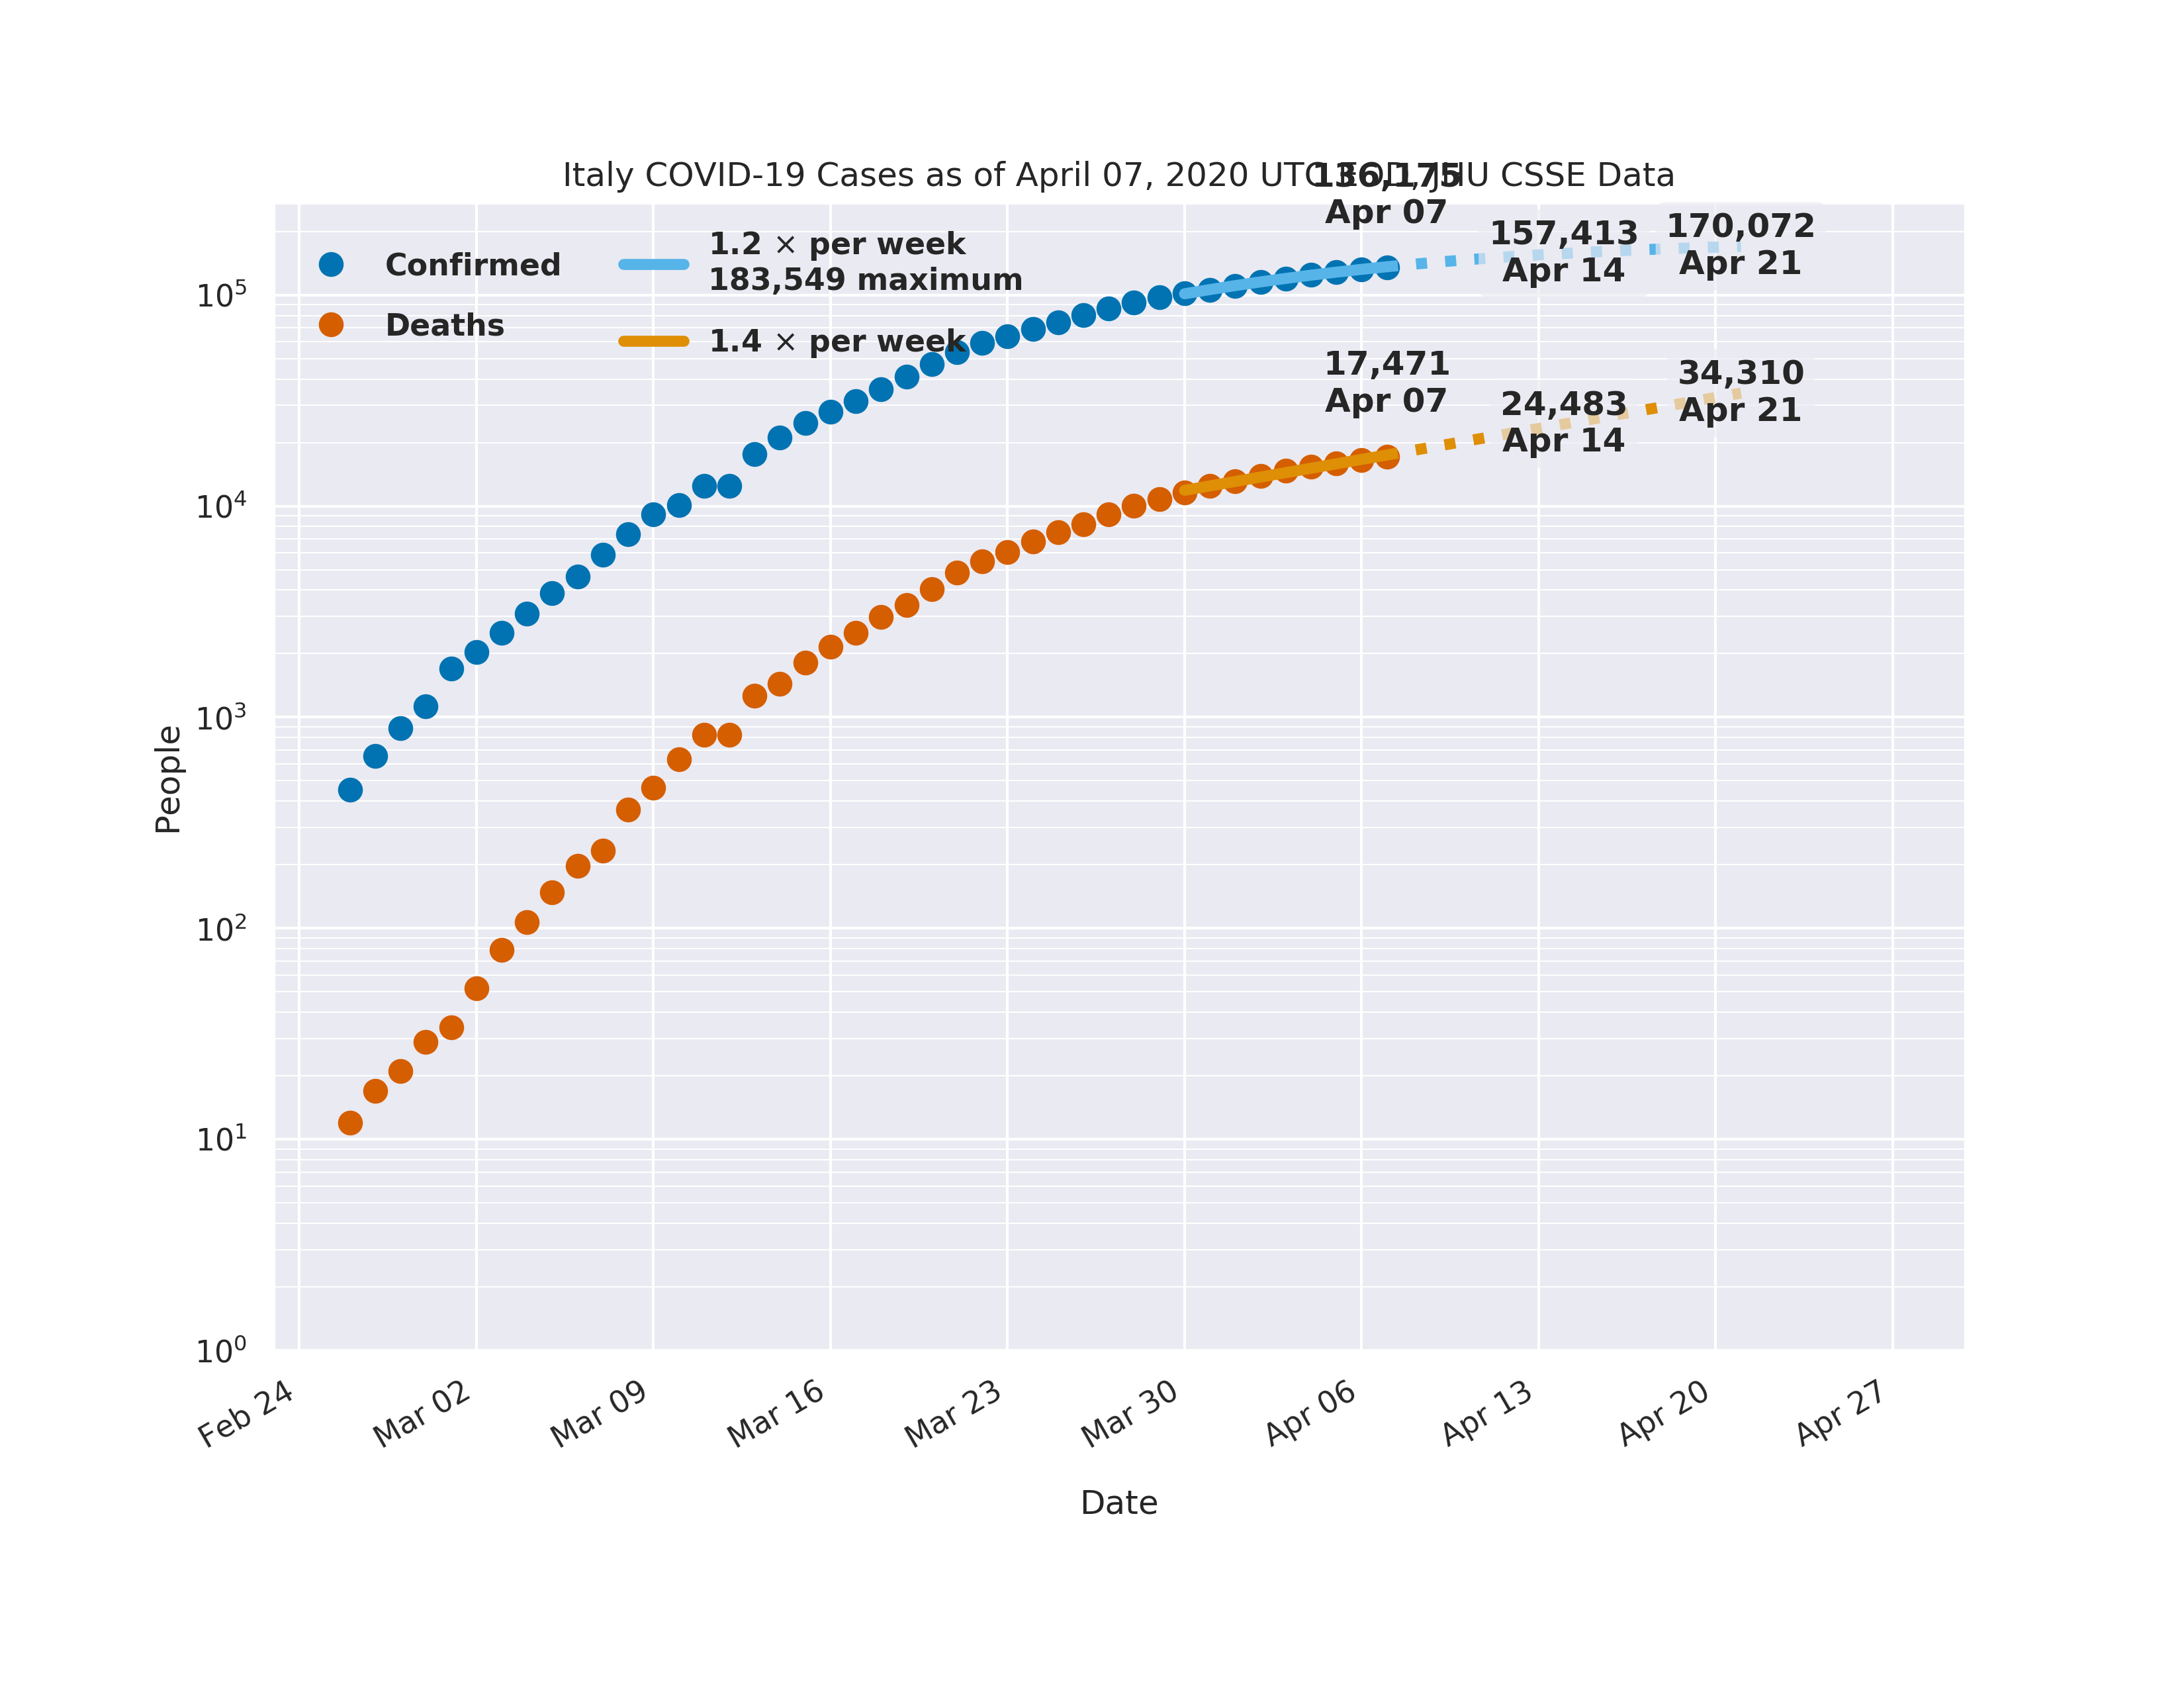 Italy COVID-19 Cases as of April 07, 2020 UTC EOD, JHU CSSE Data
136,175
Apr 07
157,413
Apr 14
170,072
Apr 21
Confirmed
Deaths
1.2 × per week
183,549 maximum
1.4 × per week
17,471
Apr 07
24,483
Apr 14
34,310
Apr 21
People
10⁵
10⁴
10³
10²
10¹
10⁰
Feb 24
Mar 02
Mar 09
Mar 16
Mar 23
Mar 30
Apr 06
Apr 13
Apr 20
Apr 27
Date